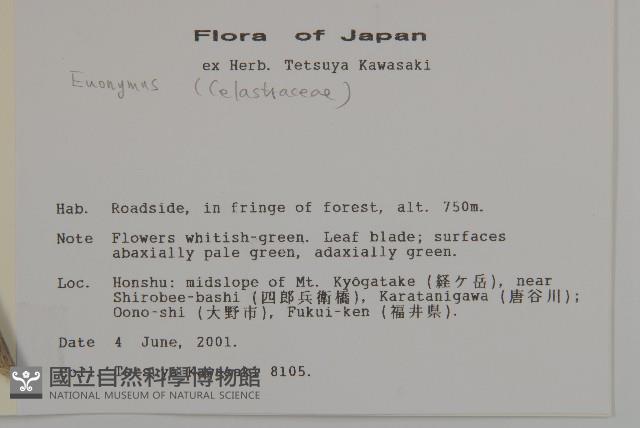 Flora of Japan
ex Herb. Tetsuya Kawasaki
Euonymus (Celastraceae)
Hab. Roadside, in fringe of forest, alt. 750m.
Note Flowers whitish-green. Leaf blade; surfaces
abaxially pale green, adaxially green.
Loc. Honshu: midslope of Mt. Kyôgatake (経ケ岳), near
Shirobee-bashi (四郎兵衛橋), Karatanigawa (唐谷川);
Oono-shi (大野市), Fukui-ken (福井県).
Date 4 June, 2001.
Coll. Tetsuya Kawasaki 8105.
國立自然科學博物館
NATIONAL MUSEUM OF NATURAL SCIENCE